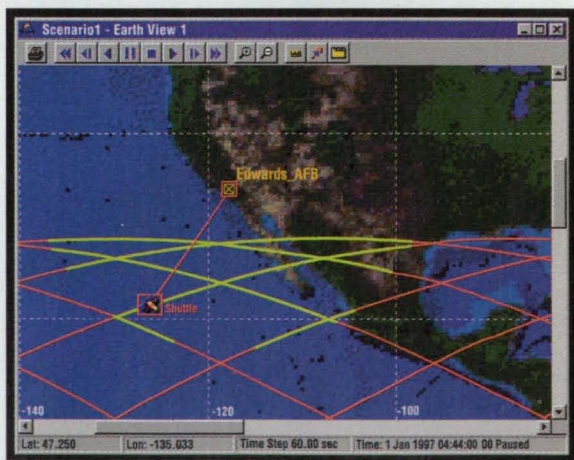 Scenario1 - Earth View 1
Edwards_AFB
Shuttle
-140
-120
-100
Lat: 47.250 Lon: -135.033 Time Step 60.00 sec Time: 1 Jan 1997 04:44:00 00 Paused